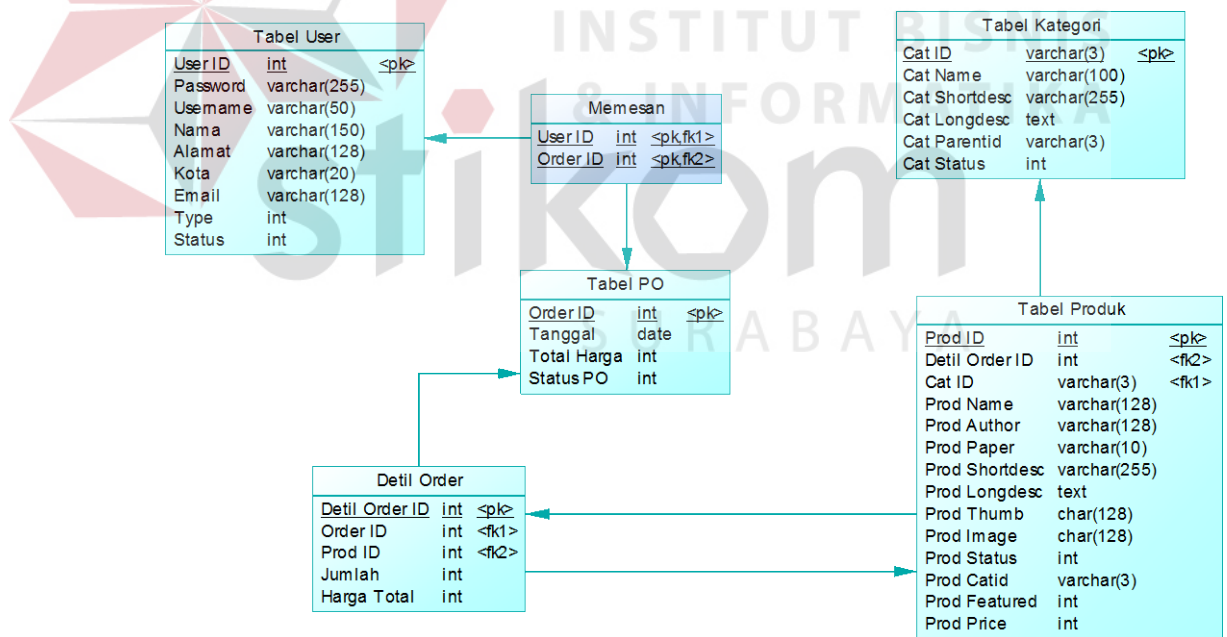 INSTITUT BISNIS
& INFORMATIKA
stikom
SURABAYA
Tabel User
User ID int <pk>
Password varchar(255)
Username varchar(50)
Nama varchar(150)
Alamat varchar(128)
Kota varchar(20)
Email varchar(128)
Type int
Status int
Memesan
User ID int <pk,fk1>
Order ID int <pk,fk2>
Tabel Kategori
Cat ID varchar(3) <pk>
Cat Name varchar(100)
Cat Shortdesc varchar(255)
Cat Longdesc text
Cat Parentid varchar(3)
Cat Status int
Tabel PO
Order ID int <pk>
Tanggal date
Total Harga int
Status PO int
Tabel Produk
Prod ID int <pk>
Detil Order ID int <fk2>
Cat ID varchar(3) <fk1>
Prod Name varchar(128)
Prod Author varchar(128)
Prod Paper varchar(10)
Prod Shortdesc varchar(255)
Prod Longdesc text
Prod Thumb char(128)
Prod Image char(128)
Prod Status int
Prod Catid varchar(3)
Prod Featured int
Prod Price int
Detil Order
Detil Order ID int <pk>
Order ID int <fk1>
Prod ID int <fk2>
Jumlah int
Harga Total int